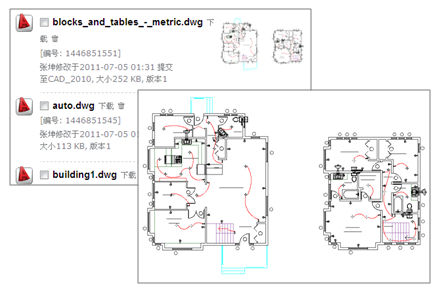 blocks_and_tables_-_metric.dwg 下
载
[编号: 1446851551]
张坤修改于2011-07-05 01:31 提交
至CAD_2010, 大小252 KB, 版本1
auto.dwg 下载
[编号: 1446851545]
张坤修改于2011-07-05 01
大小113 KB, 版本1
building1.dwg 下载